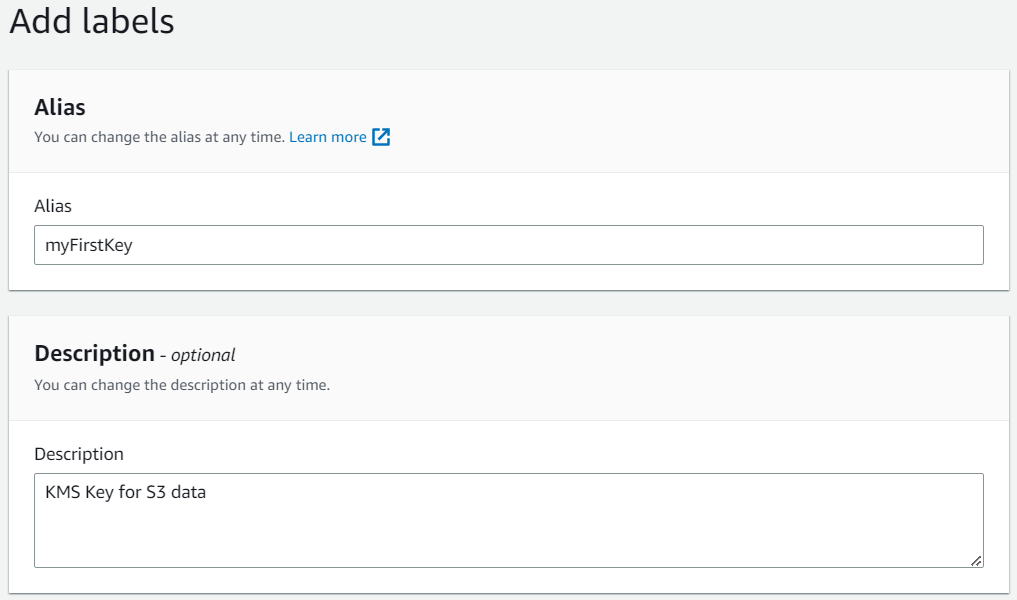 Add labels
Alias
You can change the alias at any time. Learn more
Alias
myFirstKey
Description - optional
You can change the description at any time.
Description
KMS Key for S3 data